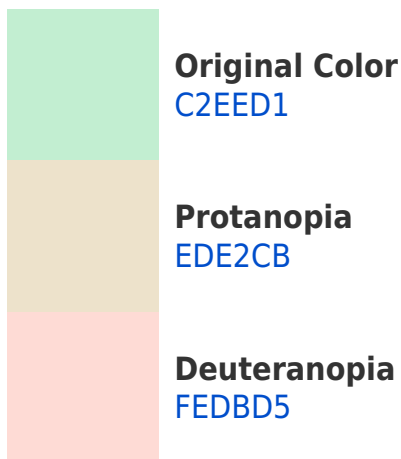 Original Color
C2EED1
Protanopia
EDE2CB
Deuteranopia
FEDBD5